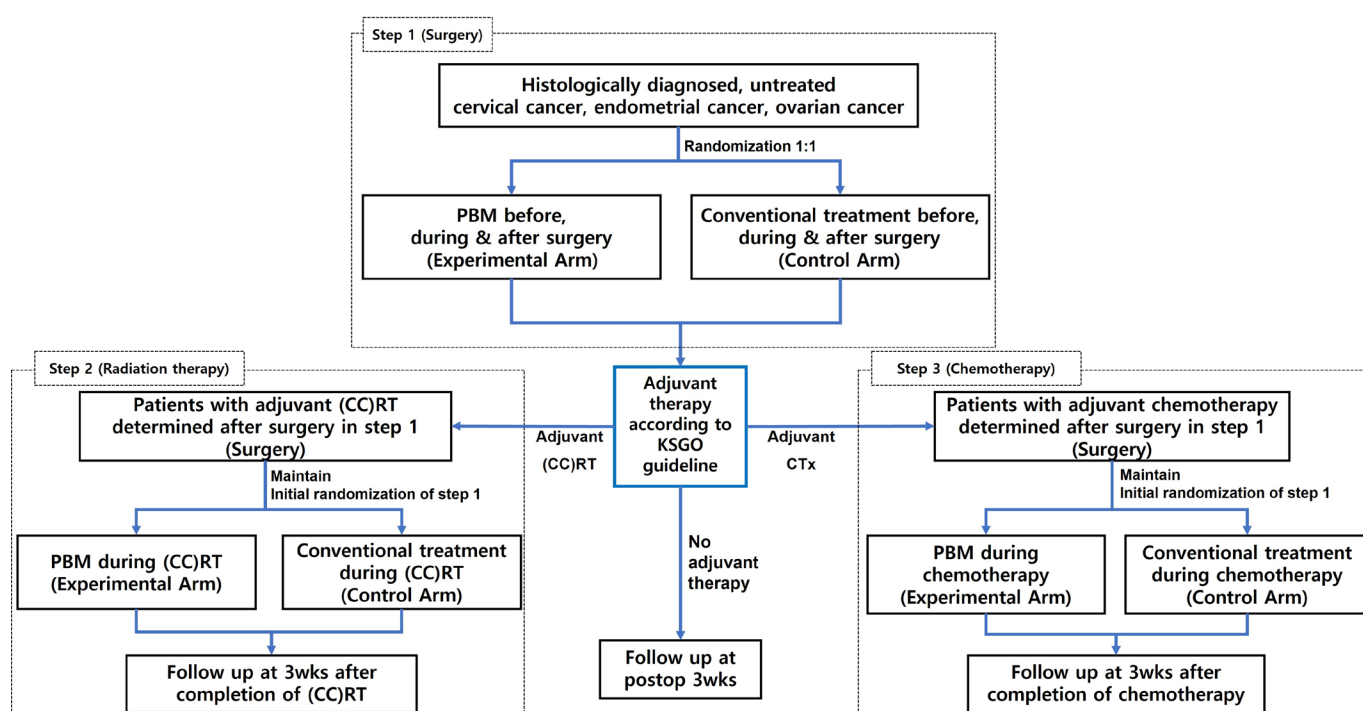 Step 1 (Surgery)
Histologically diagnosed, untreated
cervical cancer, endometrial cancer, ovarian cancer
Randomization 1:1
PBM before,
during & after surgery
(Experimental Arm)
Conventional treatment before,
during & after surgery
(Control Arm)
Adjuvant
therapy
according to
KSGO
guideline
Adjuvant
(CC)RT
Adjuvant
CTx
No
adjuvant
therapy
Follow up at
postop 3wks
Step 2 (Radiation therapy)
Patients with adjuvant (CC)RT
determined after surgery in step 1
(Surgery)
Maintain
Initial randomization of step 1
PBM during (CC)RT
(Experimental Arm)
Conventional treatment
during (CC)RT
(Control Arm)
Follow up at 3wks after
completion of (CC)RT
Step 3 (Chemotherapy)
Patients with adjuvant chemotherapy
determined after surgery in step 1
(Surgery)
Maintain
Initial randomization of step 1
PBM during
chemotherapy
(Experimental Arm)
Conventional treatment
during chemotherapy
(Control Arm)
Follow up at 3wks after
completion of chemotherapy